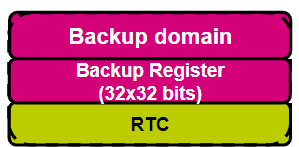 Backup domain
Backup Register
(32x32 bits)
RTC